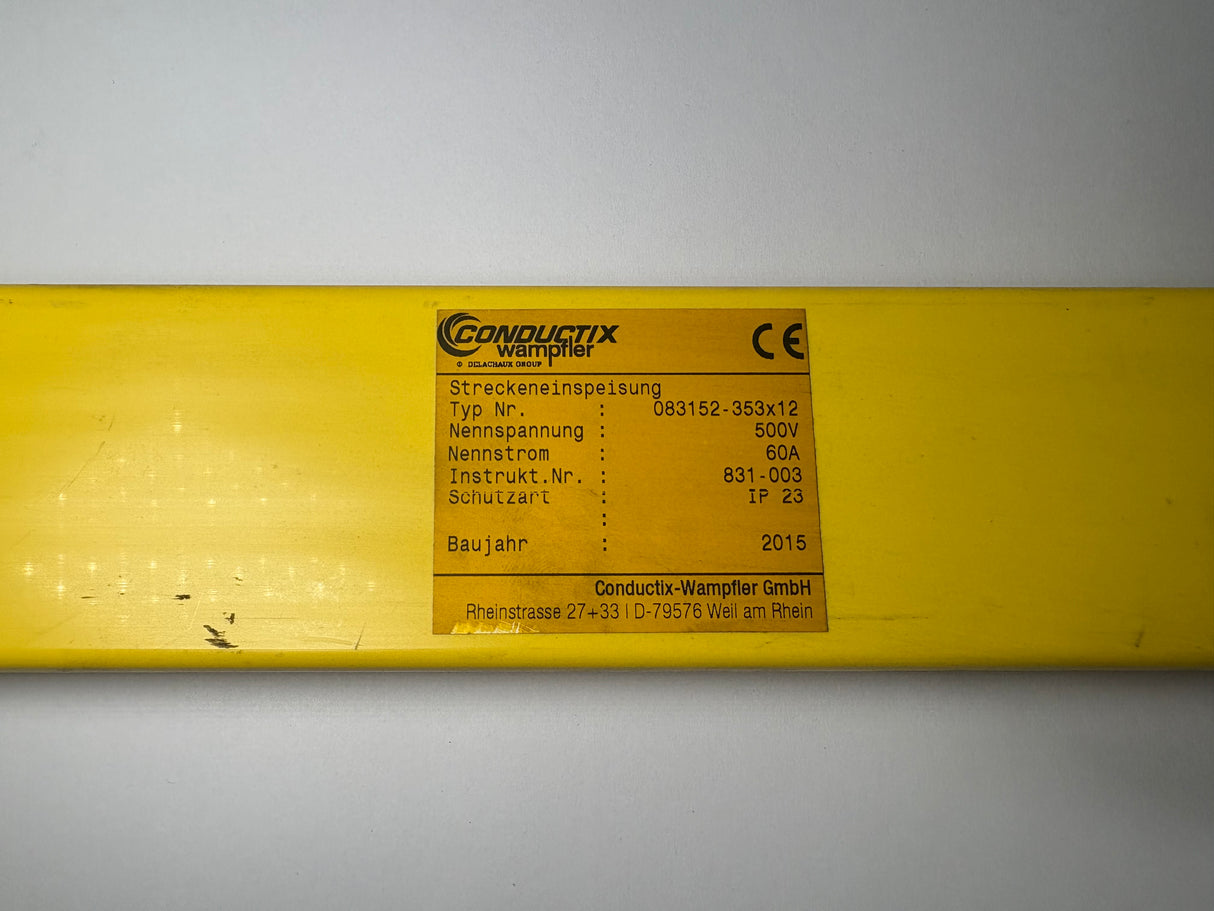 CONDUCTIX
wampfler
DELACHAUX GROUP
CE
Streckeneinspeisung
Typ Nr. : 083152-353x12
Nennspannung : 500V
Nennstrom : 60A
Instrukt.Nr. : 831-003
Schutzart : IP 23
:
Baujahr : 2015
Conductix-Wampfler GmbH
Rheinstrasse 27+33 | D-79576 Weil am Rhein